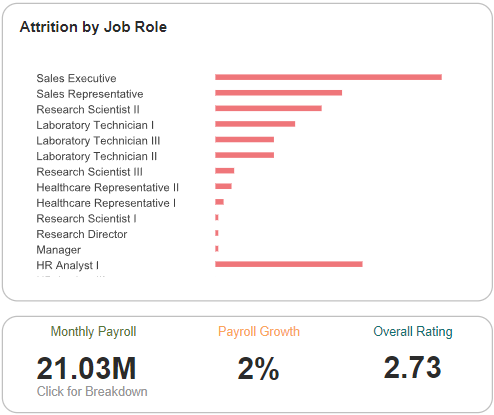 Attrition by Job Role
Sales Executive
Sales Representative
Research Scientist II
Laboratory Technician I
Laboratory Technician III
Laboratory Technician II
Research Scientist III
Healthcare Representative II
Healthcare Representative I
Research Scientist I
Research Director
Manager
HR Analyst I
Monthly Payroll
Payroll Growth
Overall Rating
21.03M
2%
2.73
Click for Breakdown